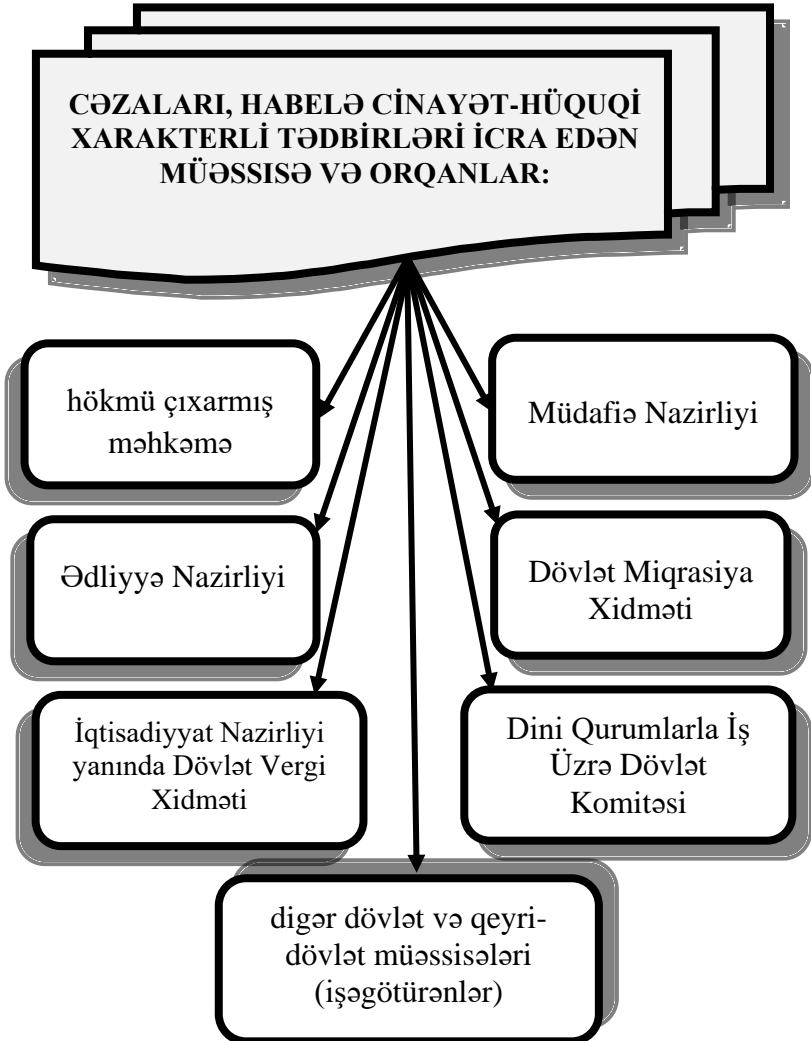 CƏZALARI, HABELƏ CİNAYƏT-HÜQUQİ
XARAKTERLİ TƏDBİRLƏRİ İCRA EDƏN
MÜƏSSISƏ VƏ ORQANLAR:
hökmü çıxarmış
məhkəmə
Müdafiə Nazirliyi
Ədliyyə Nazirliyi
Dövlət Miqrasiya
Xidməti
İqtisadiyyat Nazirliyi
yanında Dövlət Vergi
Xidməti
Dini Qurumlarla İş
Üzrə Dövlət
Komitəsi
digər dövlət və qeyri-
dövlət müəssisələri
(işəgötürənlər)